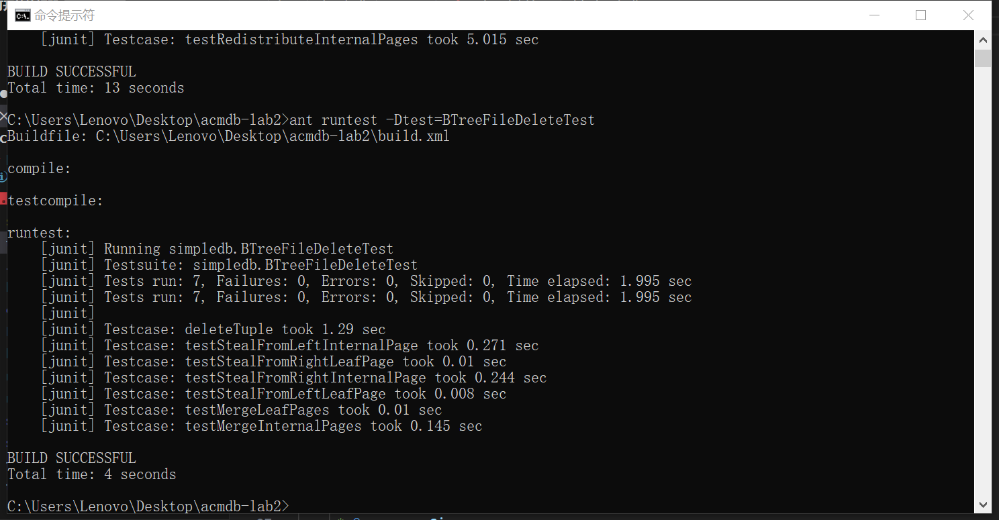 命令提示符
[junit] Testcase: testRedistributeInternalPages took 5.015 sec
BUILD SUCCESSFUL
Total time: 13 seconds
C:\Users\Lenovo\Desktop\acmdb-lab2>ant runtest -Dtest=BTreeFileDeleteTest
Buildfile: C:\Users\Lenovo\Desktop\acmdb-lab2\build.xml
compile:
testcompile:
runtest:
[junit] Running simpledb.BTreeFileDeleteTest
[junit] Testsuite: simpledb.BTreeFileDeleteTest
[junit] Tests run: 7, Failures: 0, Errors: 0, Skipped: 0, Time elapsed: 1.995 sec
[junit] Tests run: 7, Failures: 0, Errors: 0, Skipped: 0, Time elapsed: 1.995 sec
[junit]
[junit] Testcase: deleteTuple took 1.29 sec
[junit] Testcase: testStealFromLeftInternalPage took 0.271 sec
[junit] Testcase: testStealFromRightLeafPage took 0.01 sec
[junit] Testcase: testStealFromRightInternalPage took 0.244 sec
[junit] Testcase: testStealFromLeftLeafPage took 0.008 sec
[junit] Testcase: testMergeLeafPages took 0.01 sec
[junit] Testcase: testMergeInternalPages took 0.145 sec
BUILD SUCCESSFUL
Total time: 4 seconds
C:\Users\Lenovo\Desktop\acmdb-lab2>